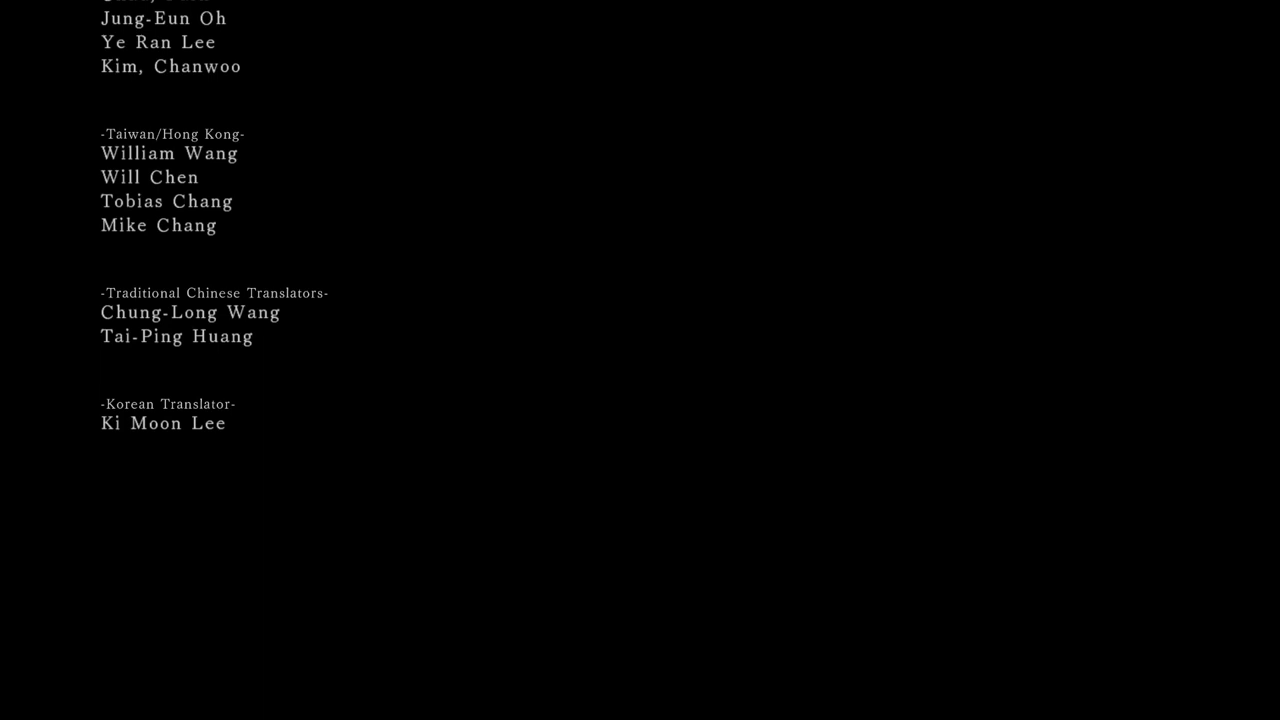 Jung-Eun Oh
Ye Ran Lee
Kim, Chanwoo
-Taiwan/Hong Kong-
William Wang
Will Chen
Tobias Chang
Mike Chang
-Traditional Chinese Translators-
Chung-Long Wang
Tai-Ping Huang
-Korean Translator-
Ki Moon Lee